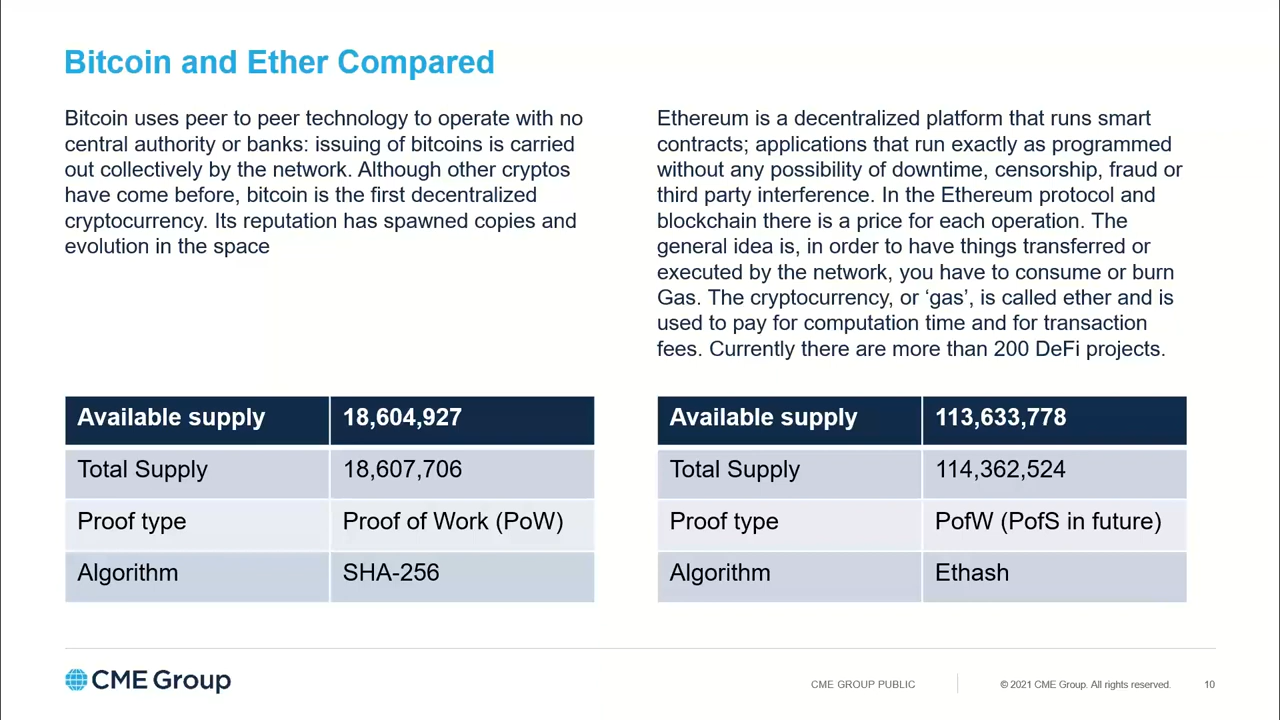 Bitcoin and Ether Compared
Bitcoin uses peer to peer technology to operate with no
central authority or banks: issuing of bitcoins is carried
out collectively by the network. Although other cryptos
have come before, bitcoin is the first decentralized
cryptocurrency. Its reputation has spawned copies and
evolution in the space
Ethereum is a decentralized platform that runs smart
contracts; applications that run exactly as programmed
without any possibility of downtime, censorship, fraud or
third party interference. In the Ethereum protocol and
blockchain there is a price for each operation. The
general idea is, in order to have things transferred or
executed by the network, you have to consume or burn
Gas. The cryptocurrency, or ‘gas’, is called ether and is
used to pay for computation time and for transaction
fees. Currently there are more than 200 DeFi projects.
Available supply 18,604,927
Total Supply 18,607,706
Proof type Proof of Work (PoW)
Algorithm SHA-256
Available supply 113,633,778
Total Supply 114,362,524
Proof type PofW (PofS in future)
Algorithm Ethash
CME Group
CME GROUP PUBLIC
© 2021 CME Group. All rights reserved.
10